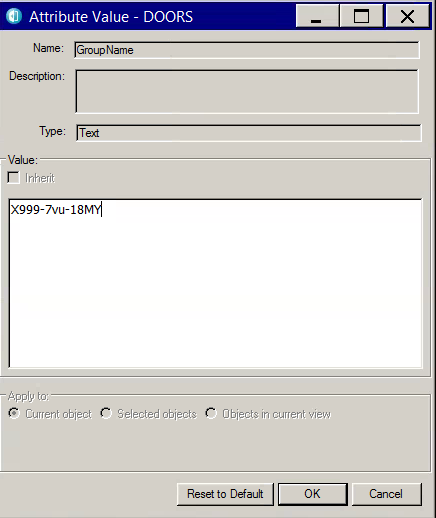 Attribute Value - DOORS
Name: GroupName
Description:
Type: Text
Value:
Inherit
X999-7vu-18MY
Apply to:
Current object Selected objects Objects in current view
Reset to Default OK Cancel